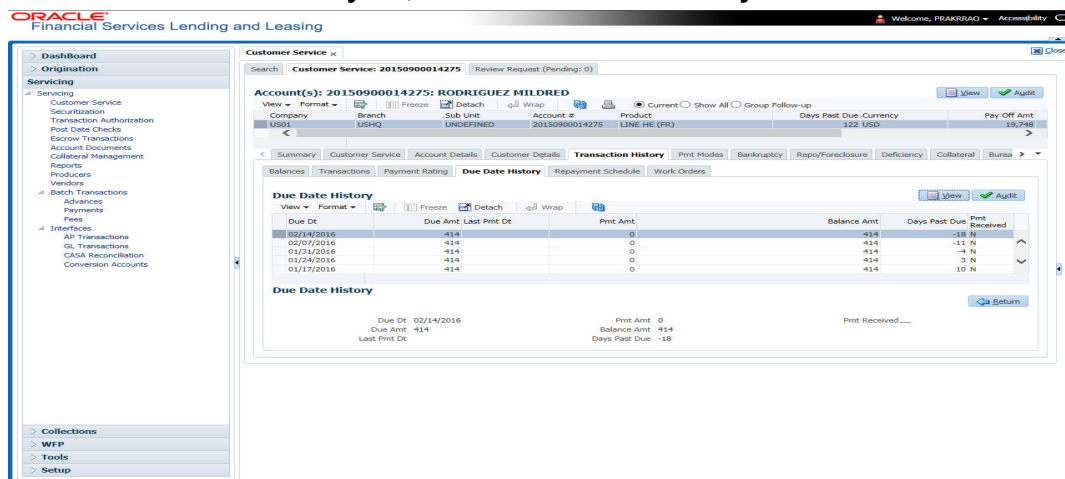 ORACLE
Financial Services Lending and Leasing
Welcome, PRAKRRAO Accessibility
Close
DashBoard
Origination
Servicing
Servicing
Customer Service
Securitization
Transaction Authorization
Post Date Checks
Escrow Transactions
Account Documents
Collateral Management
Reports
Producers
Vendors
Batch Transactions
Advances
Payments
Fees
Interfaces
AP Transactions
GL Transactions
CASA Reconciliation
Conversion Accounts
Collections
WFP
Tools
Setup
Customer Service
Search Customer Service: 20150900014275 Review Request (Pending: 0)
Account(s): 20150900014275: RODRIGUEZ MILDRED View Audit
View Format Freeze Detach Wrap Current Show All Group Follow-up
Company Branch Sub Unit Account # Product Days Past Due Currency Pay Off Amt
US01 USHQ UNDEFINED 20150900014275 LINE HE (FR) 122 USD 19,748
Summary Customer Service Account Details Customer Details Transaction History Pmt Modes Bankruptcy Repo/Foreclosure Deficiency Collateral Burea
Balances Transactions Payment Rating Due Date History Repayment Schedule Work Orders
Due Date History View Audit
View Format Freeze Detach Wrap
Due Dt Due Amt Last Pmt Dt Pmt Amt Balance Amt Days Past Due Pmt Received
02/14/2016 414 0 414 -18 N
02/07/2016 414 0 414 -11 N
01/31/2016 414 0 414 -4 N
01/24/2016 414 0 414 3 N
01/17/2016 414 0 414 10 N
Due Date History
Return
Due Dt 02/14/2016 Pmt Amt 0 Pmt Received
Due Amt 414 Balance Amt 414
Last Pmt Dt Days Past Due -18